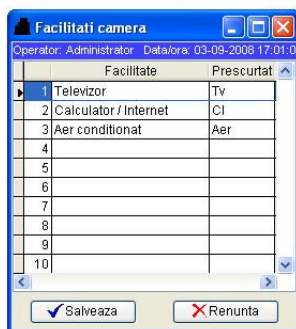 Facilitati camera
Operator: Administrator Data/ora: 03-09-2008 17:01:0
Facilitate Prescurtat
1 Televizor Tv
2 Calculator / Internet CI
3 Aer conditionat Aer
4
5
6
7
8
9
10
Salveaza Renunta